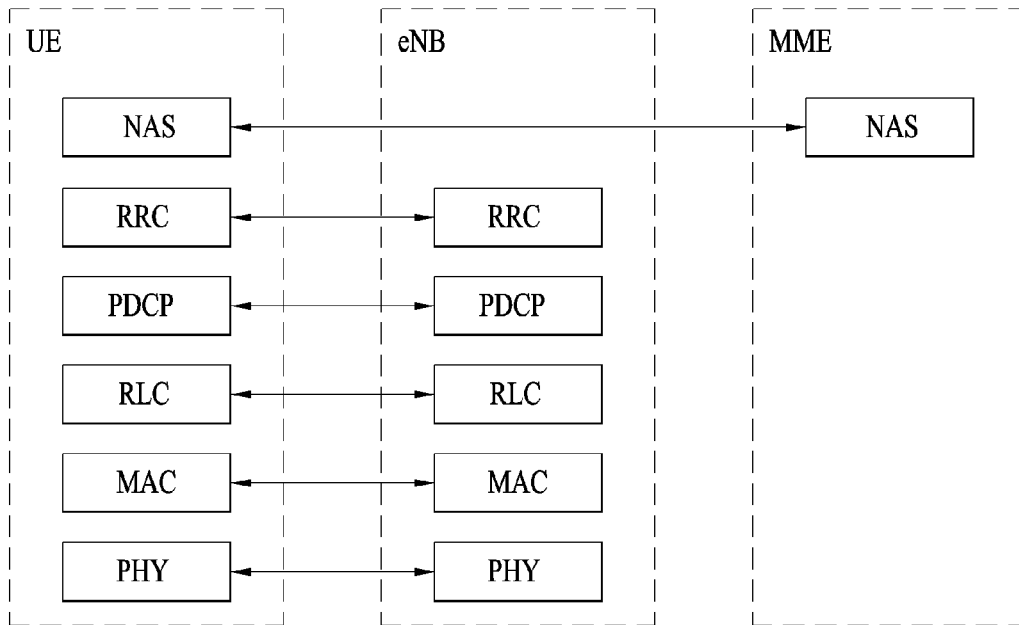 UE eNB MME
NAS NAS
RRC RRC
PDCP PDCP
RLC RLC
MAC MAC
PHY PHY